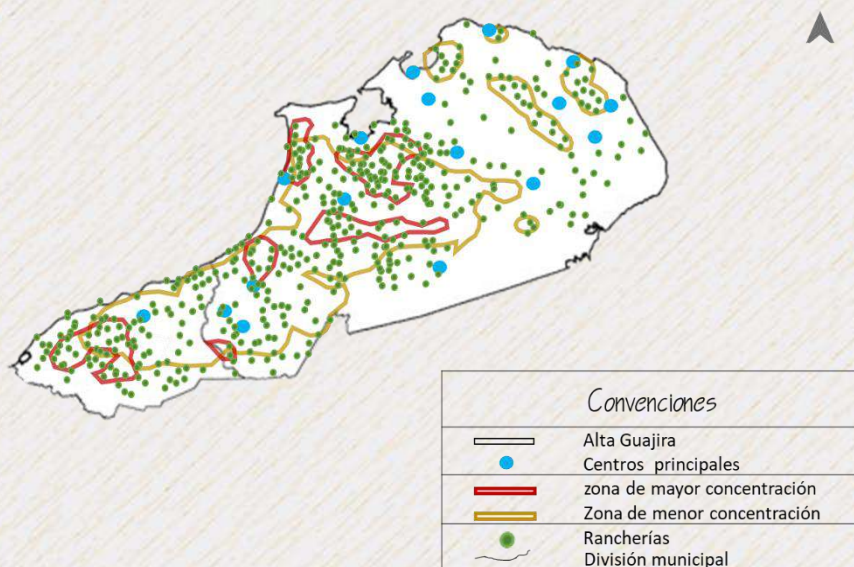 Convenciones
Alta Guajira
Centros principales
zona de mayor concentración
Zona de menor concentración
Rancherías
División municipal